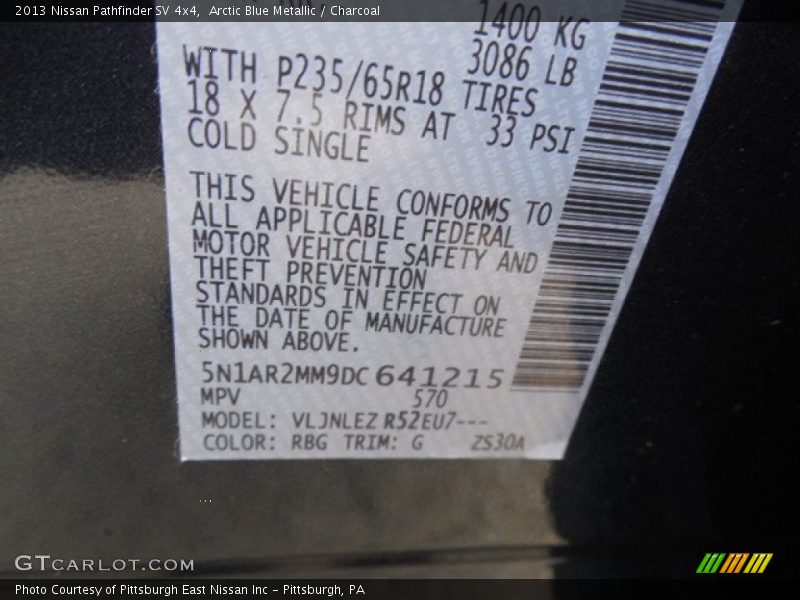 2013 Nissan Pathfinder SV 4x4,  Arctic Blue Metallic / Charcoal
1400 KG
3086 LB
WITH P235/65R18 TIRES
18 X 7.5 RIMS AT 33 PSI
COLD SINGLE
THIS VEHICLE CONFORMS TO
ALL APPLICABLE FEDERAL
MOTOR VEHICLE SAFETY AND
THEFT PREVENTION
STANDARDS IN EFFECT ON
THE DATE OF MANUFACTURE
SHOWN ABOVE.
5N1AR2MM9DC641215
MPV 570
MODEL: VLJNLEZ R52EU7---
COLOR: RBG TRIM: G ZS30A
GTCARLOT.COM
Photo Courtesy of Pittsburgh East Nissan Inc - Pittsburgh, PA